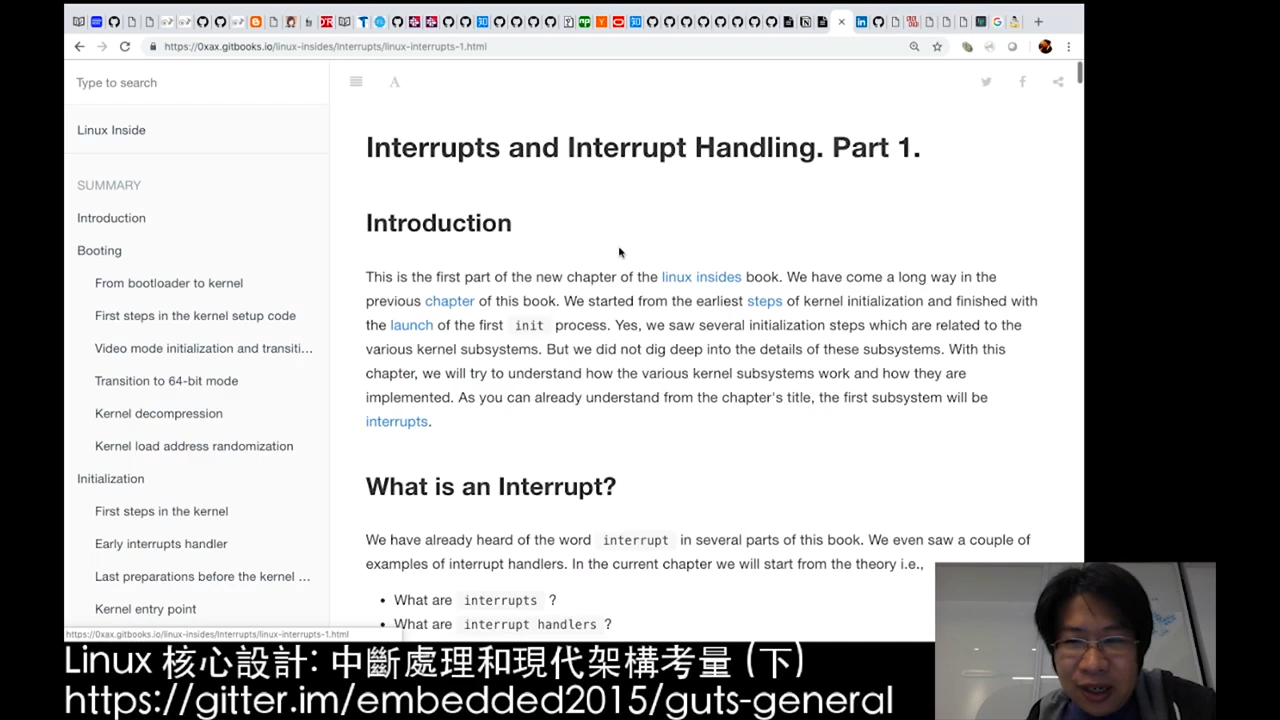 https://0xax.gitbooks.io/linux-insides/Interrupts/linux-interrupts-1.html
Type to search
Linux Inside
SUMMARY
Introduction
Booting
From bootloader to kernel
First steps in the kernel setup code
Video mode initialization and transiti...
Transition to 64-bit mode
Kernel decompression
Kernel load address randomization
Initialization
First steps in the kernel
Early interrupts handler
Last preparations before the kernel ...
Kernel entry point
https://0xax.gitbooks.io/linux-insides/Interrupts/linux-interrupts-1.html
A
Interrupts and Interrupt Handling. Part 1.
Introduction
This is the first part of the new chapter of the linux insides book. We have come a long way in the
previous chapter of this book. We started from the earliest steps of kernel initialization and finished with
the launch of the first init process. Yes, we saw several initialization steps which are related to the
various kernel subsystems. But we did not dig deep into the details of these subsystems. With this
chapter, we will try to understand how the various kernel subsystems work and how they are
implemented. As you can already understand from the chapter's title, the first subsystem will be
interrupts.
What is an Interrupt?
We have already heard of the word interrupt in several parts of this book. We even saw a couple of
examples of interrupt handlers. In the current chapter we will start from the theory i.e.,
• What are interrupts ?
• What are interrupt handlers ?
Linux 核心設計: 中斷處理和現代架構考量 (下)
https://gitter.im/embedded2015/guts-general